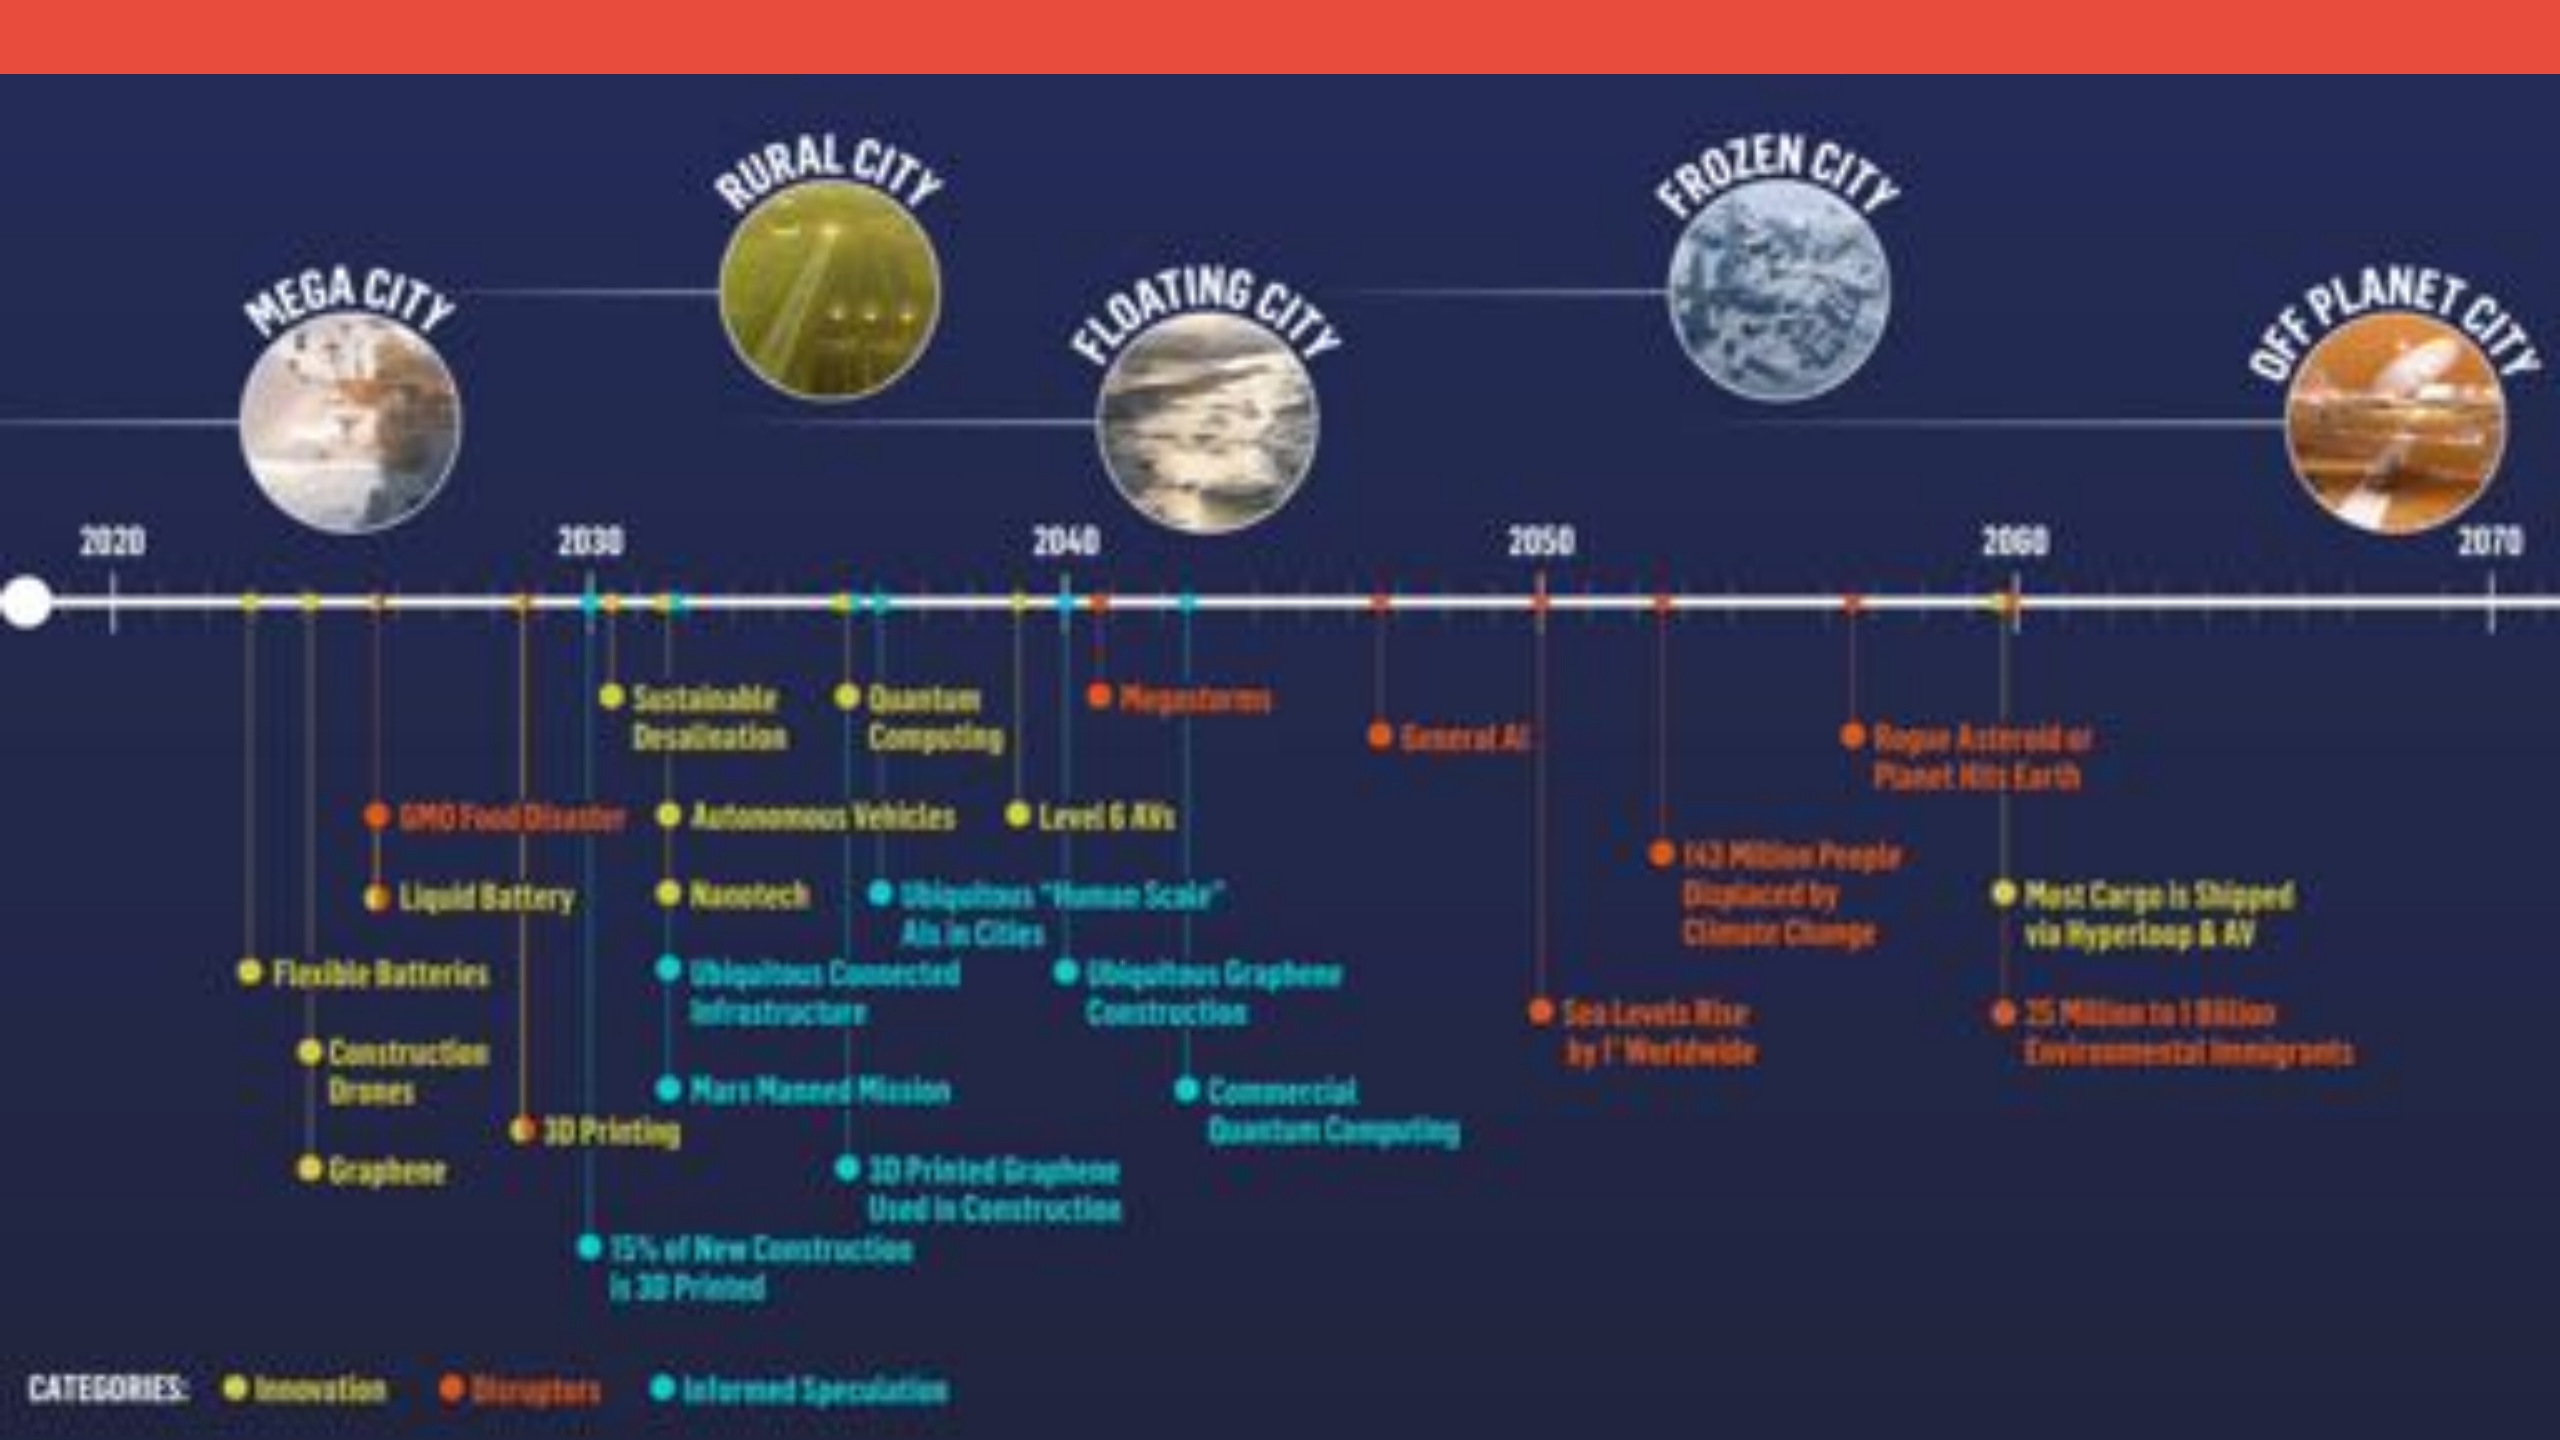 RURAL CITY
FROZEN CITY
MEGA CITY
FLOATING CITY
OFF PLANET CITY
2020
2030
2040
2050
2060
2070
Sustainable
Desalination
Quantum
Computing
Megastorms
General AI
Rogue Asteroid or
Planet Hits Earth
GMO Food Disaster
Autonomous Vehicles
Level 6 AVs
143 Million People
Displaced by
Climate Change
Liquid Battery
Nanotech
Ubiquitous "Human Scale"
AIs in Cities
Most Cargo is Shipped
via Hyperloop & AV
Flexible Batteries
Ubiquitous Connected
Infrastructure
Ubiquitous Graphene
Construction
Sea Levels Rise
by 1' Worldwide
25 Million to 1 Billion
Environmental Immigrants
Construction
Drones
Mars Manned Mission
Commercial
Quantum Computing
3D Printing
Graphene
3D Printed Graphene
Used in Construction
15% of New Construction
is 3D Printed
CATEGORIES:
Innovation
Disruptors
Informed Speculation